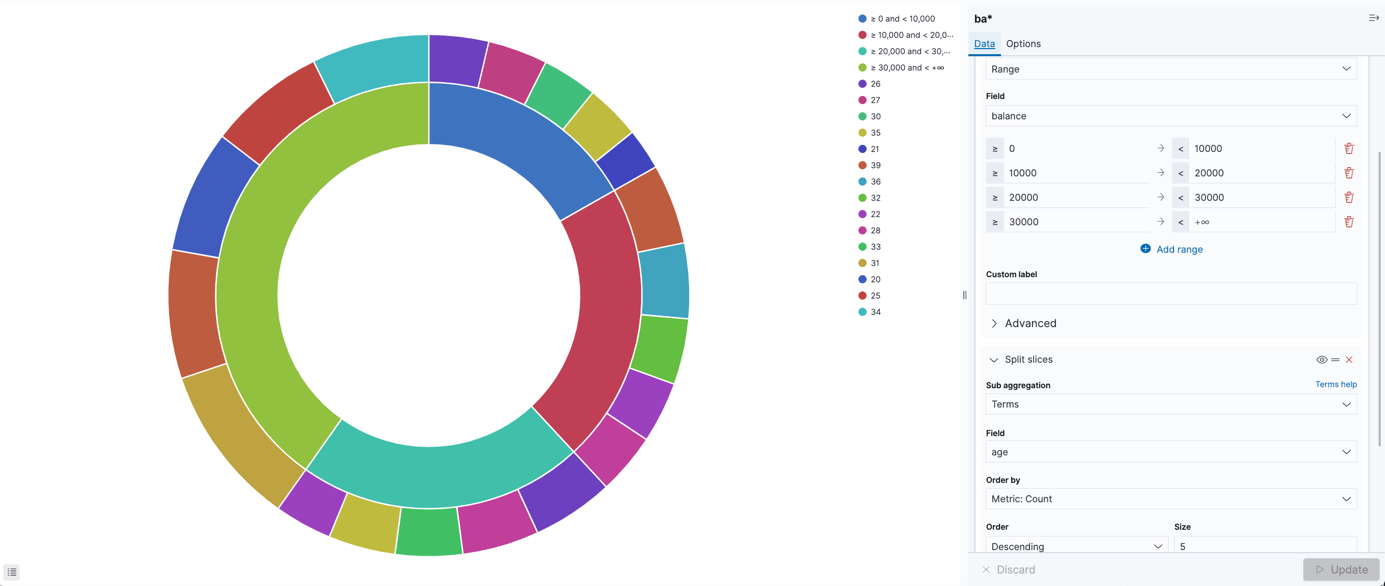 ≥ 0 and < 10,000
≥ 10,000 and < 20,0...
≥ 20,000 and < 30,...
≥ 30,000 and < +∞
26
27
30
35
21
39
36
32
22
28
33
31
20
25
34
ba*
Data Options
Range
Field
balance
≥ 0 → < 10000
≥ 10000 → < 20000
≥ 20000 → < 30000
≥ 30000 → < +∞
Add range
Custom label
Advanced
Split slices
Sub aggregation Terms help
Terms
Field
age
Order by
Metric: Count
Order Size
Descending 5
Discard Update